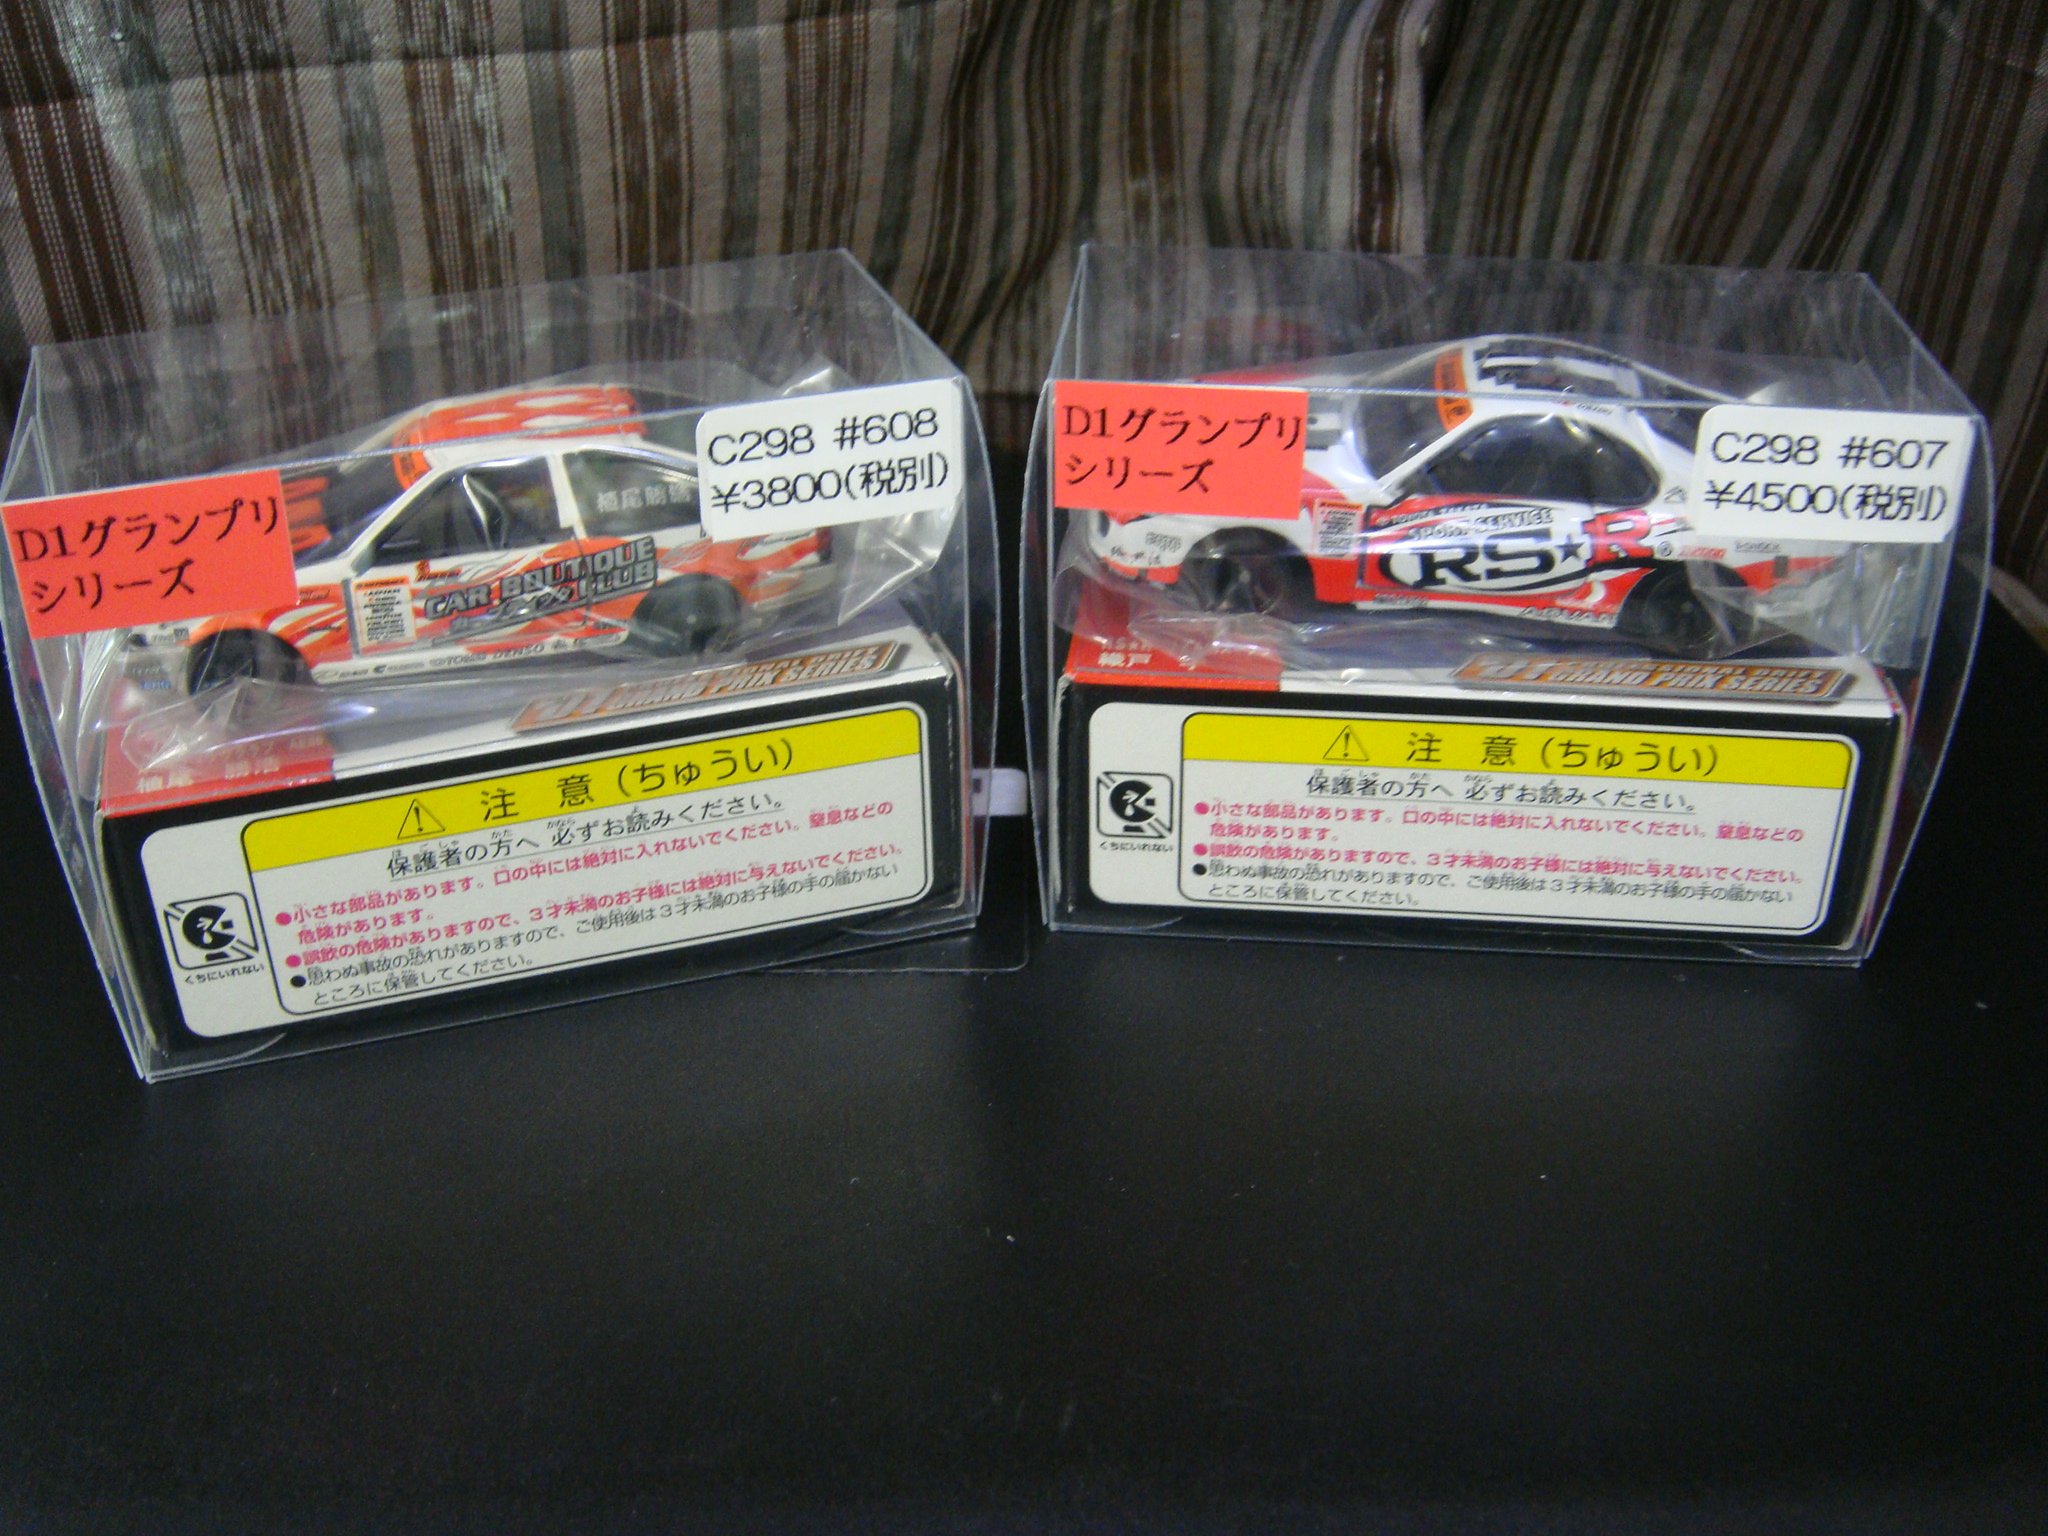 D1グランプリ
シリーズ
C298 #608
¥3800(税別)
CAR BOUTIQUE
CLUB
DENSO
GRAND PRIX SERIES
注 意 (ちゅうい)
保護者の方へ 必ずお読みください。
●小さな部品があります。口の中には絶対に入れないでください。窒息などの
危険があります。
●誤飲の危険がありますので、3才未満のお子様には絶対に与えないでください。
●思わぬ事故の恐れがありますので、ご使用後は3才未満のお子様の手の届かない
ところに保管してください。
くちにいれない
D1グランプリ
シリーズ
C298 #607
¥4500(税別)
SPORT SERVICE
RS★R
ADVAN
GRAND PRIX SERIES
注 意 (ちゅうい)
保護者の方へ 必ずお読みください。
●小さな部品があります。口の中には絶対に入れないでください。窒息などの
危険があります。
●誤飲の危険がありますので、3才未満のお子様には絶対に与えないでください。
●思わぬ事故の恐れがありますので、ご使用後は3才未満のお子様の手の届かない
ところに保管してください。
くちにいれない